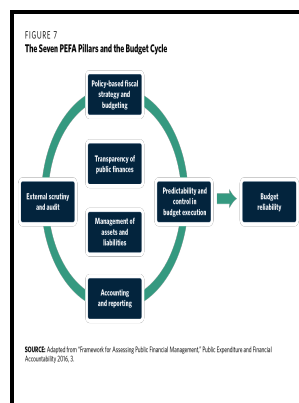 FIGURE 7
The Seven PEFA Pillars and the Budget Cycle
Policy-based fiscal
strategy and
budgeting
Transparency of
public finances
External scrutiny
and audit
Predictability and
control in
budget execution
Budget
reliability
Management of
assets and
liabilities
Accounting
and reporting
SOURCE: Adapted from "Framework for Assessing Public Financial Management," Public Expenditure and Financial
Accountability 2016, 3.